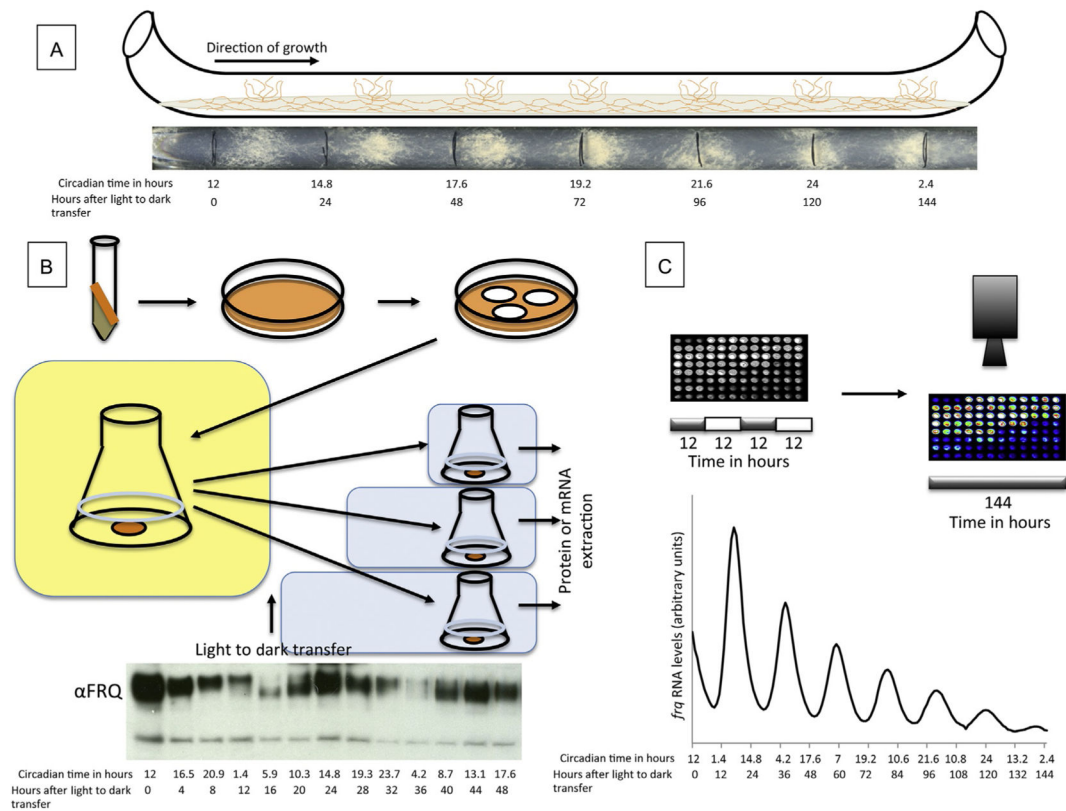 A
Direction of growth
Circadian time in hours 12 14.8 17.6 19.2 21.6 24 2.4
Hours after light to dark 0 24 48 72 96 120 144
transfer
B
Protein or mRNA
extraction
Light to dark transfer
αFRQ
Circadian time in hours 12 16.5 20.9 1.4 5.9 10.3 14.8 19.3 23.7 4.2 8.7 13.1 17.6
Hours after light to dark 0 4 8 12 16 20 24 28 32 36 40 44 48
transfer
C
12 12 12 12
Time in hours
144
Time in hours
frq RNA levels (arbitrary units)
Circadian time in hours 12 1.4 14.8 4.2 17.6 7 19.2 10.6 21.6 24 13.2 2.4
Hours after light to dark 0 12 24 36 48 60 72 84 96 108 120 132 144
transfer